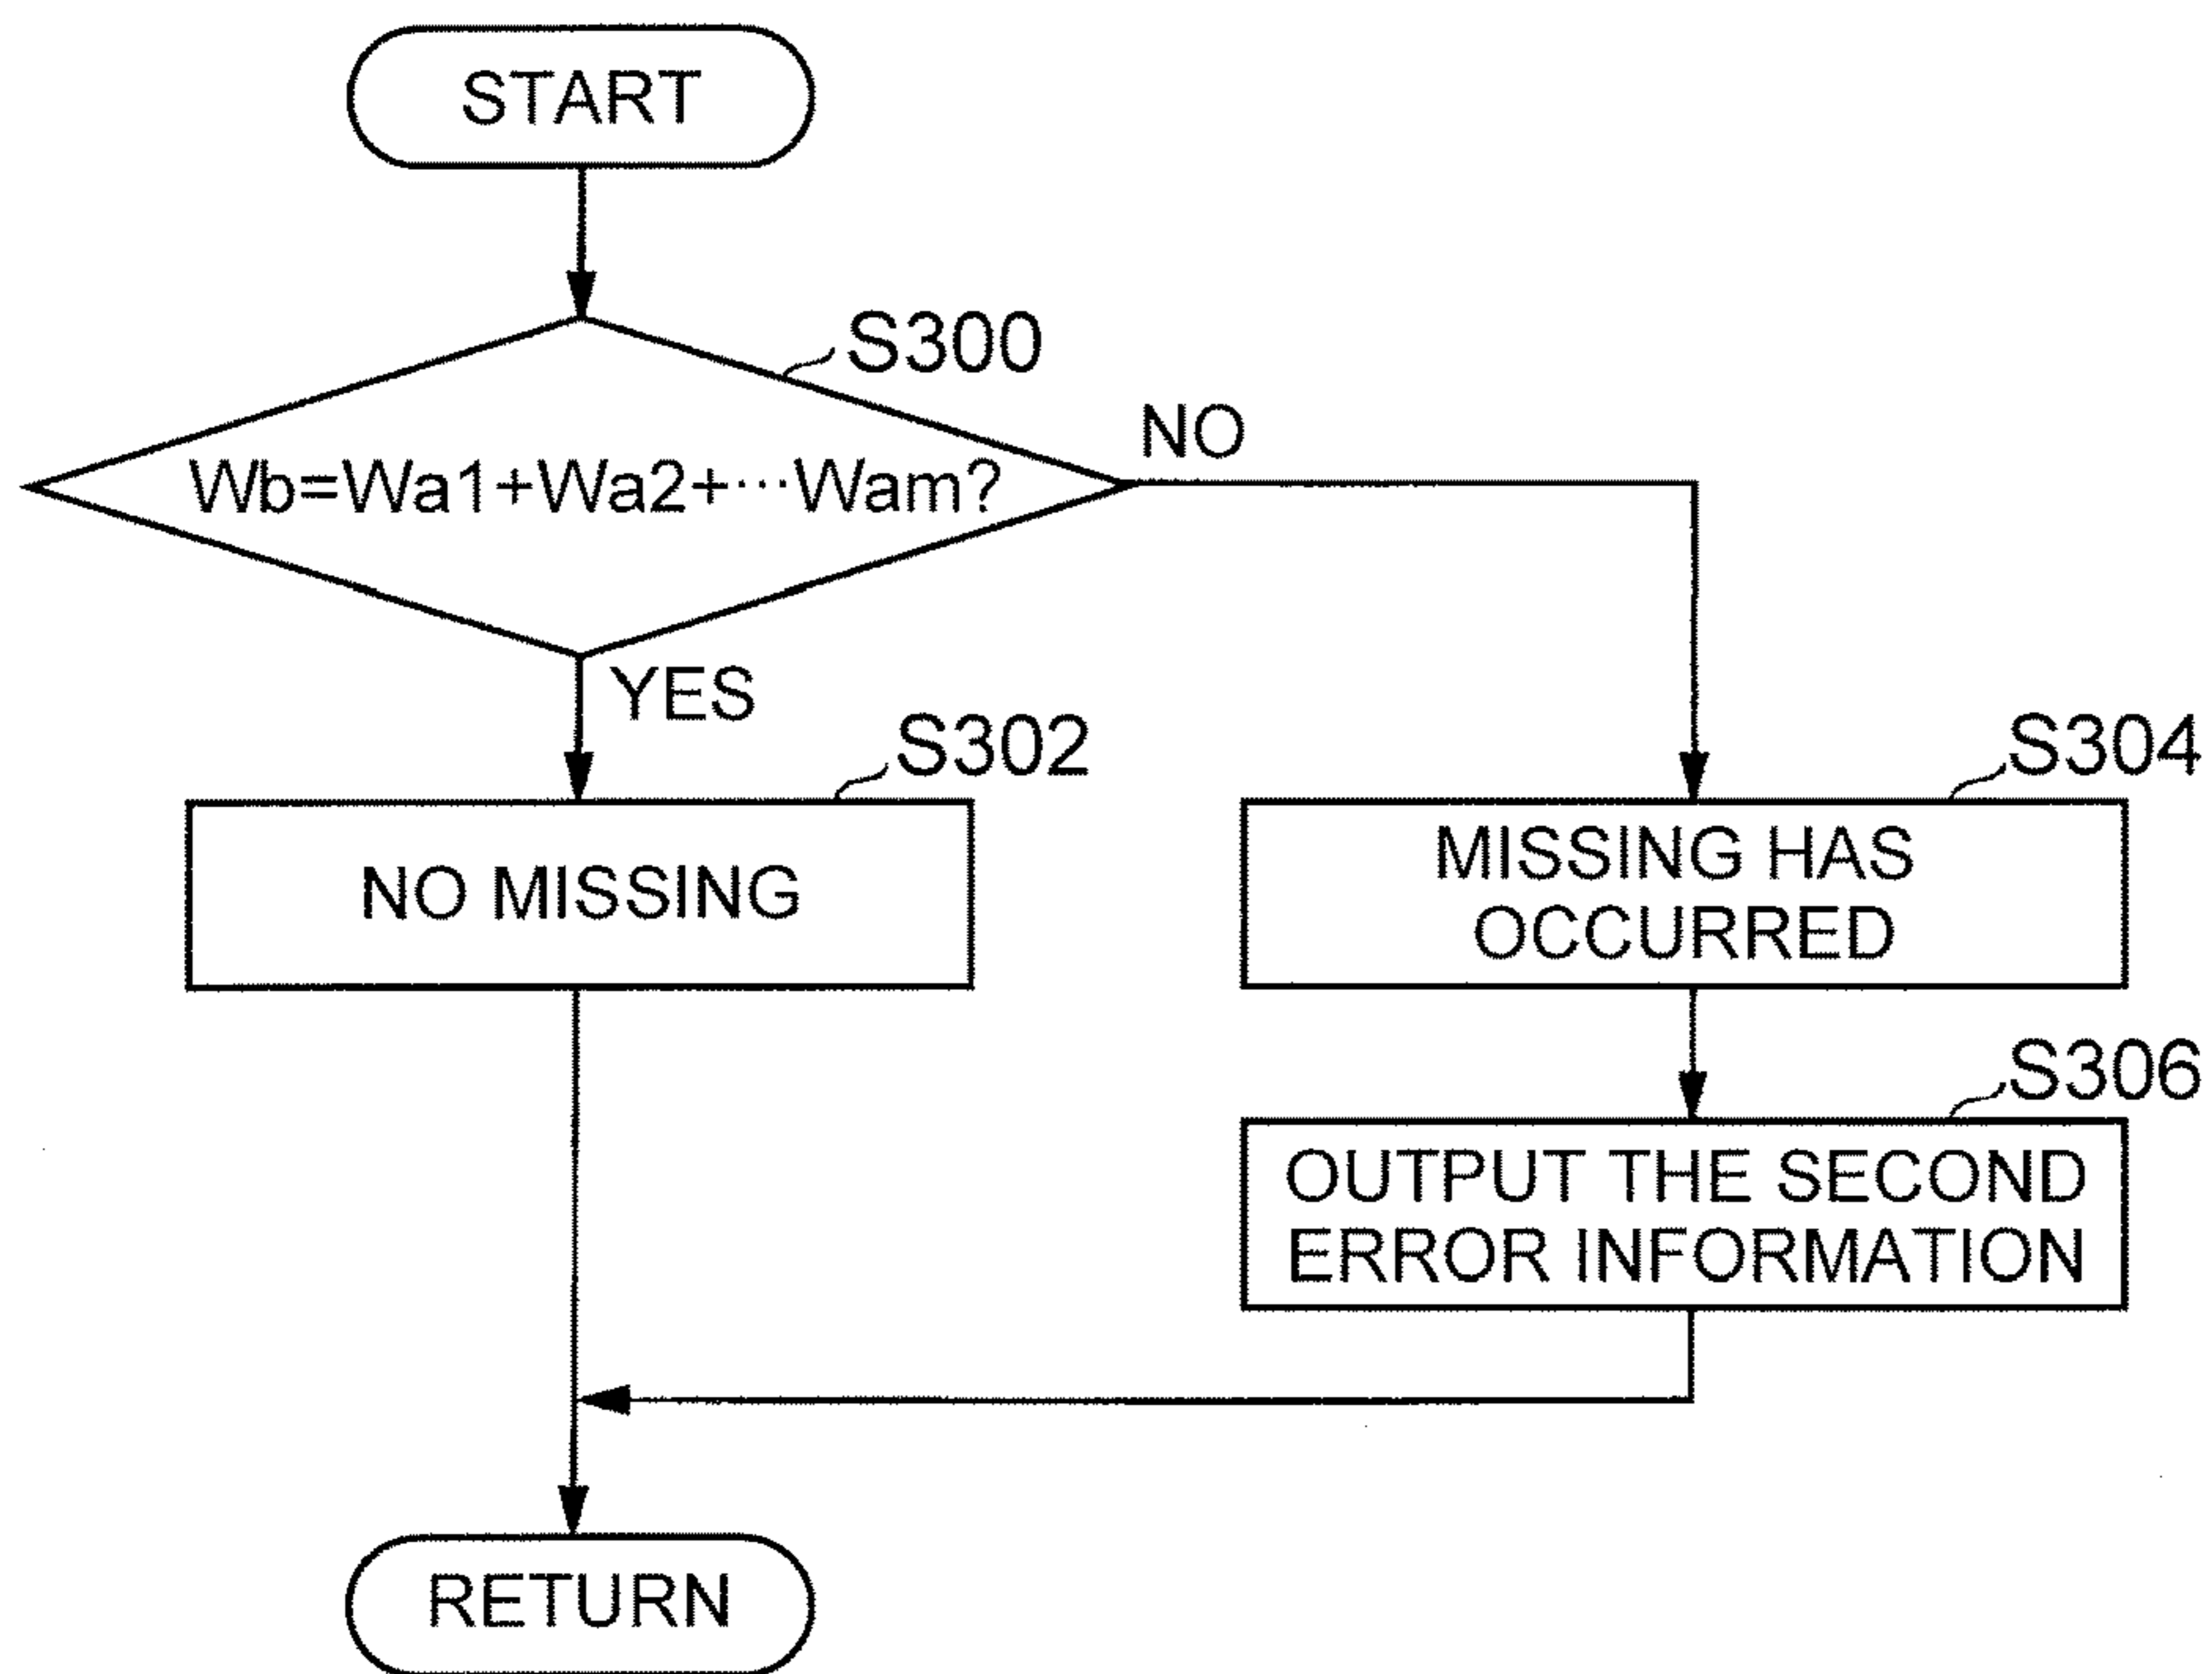 START
S300
Wb=Wa1+Wa2+···Wam?
NO
YES
S302
NO MISSING
S304
MISSING HAS
OCCURRED
S306
OUTPUT THE SECOND
ERROR INFORMATION
RETURN